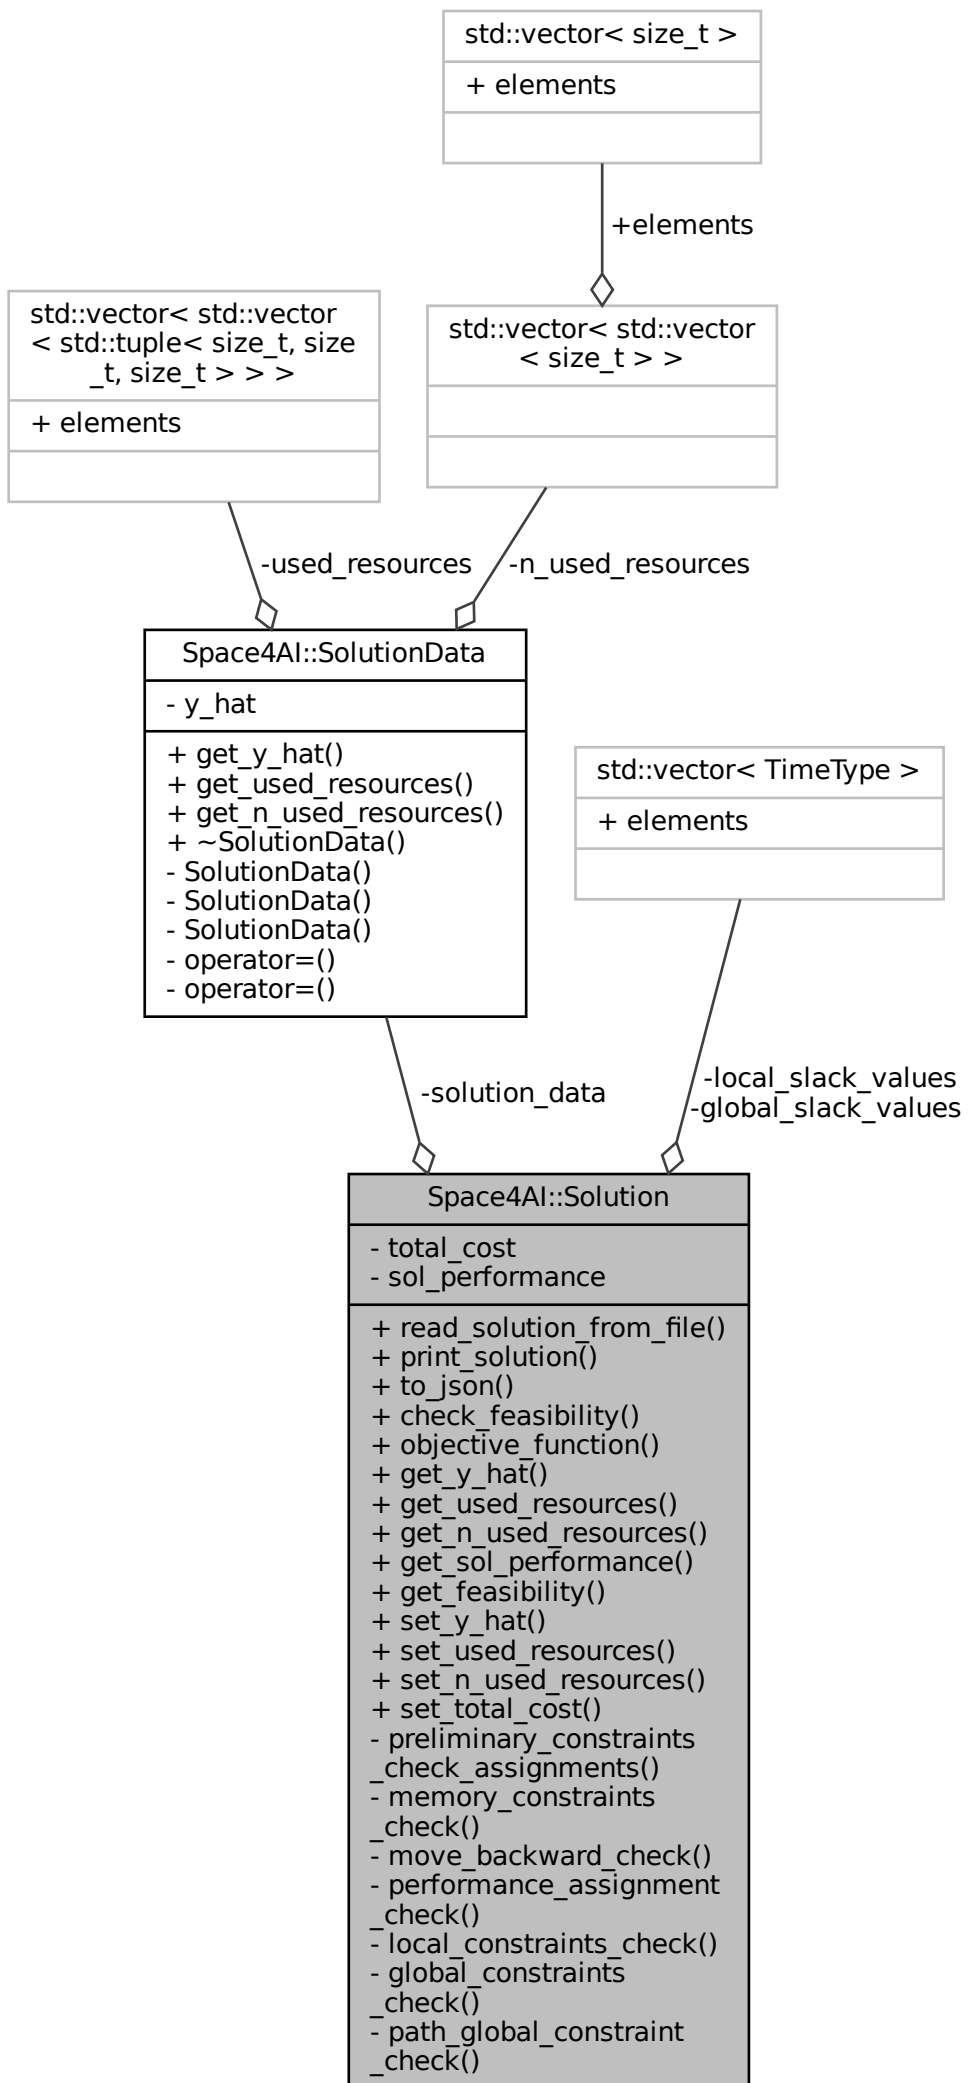 std::vector< size_t >
+ elements
+elements
std::vector< std::vector
< std::tuple< size_t, size
_t, size_t > > >
+ elements
std::vector< std::vector
< size_t > >
-used_resources
-n_used_resources
Space4AI::SolutionData
- y_hat
+ get_y_hat()
+ get_used_resources()
+ get_n_used_resources()
+ ~SolutionData()
- SolutionData()
- SolutionData()
- SolutionData()
- operator=()
- operator=()
std::vector< TimeType >
+ elements
-solution_data
-local_slack_values
-global_slack_values
Space4AI::Solution
- total_cost
- sol_performance
+ read_solution_from_file()
+ print_solution()
+ to_json()
+ check_feasibility()
+ objective_function()
+ get_y_hat()
+ get_used_resources()
+ get_n_used_resources()
+ get_sol_performance()
+ get_feasibility()
+ set_y_hat()
+ set_used_resources()
+ set_n_used_resources()
+ set_total_cost()
- preliminary_constraints
_check_assignments()
- memory_constraints
_check()
- move_backward_check()
- performance_assignment
_check()
- local_constraints_check()
- global_constraints
_check()
- path_global_constraint
_check()